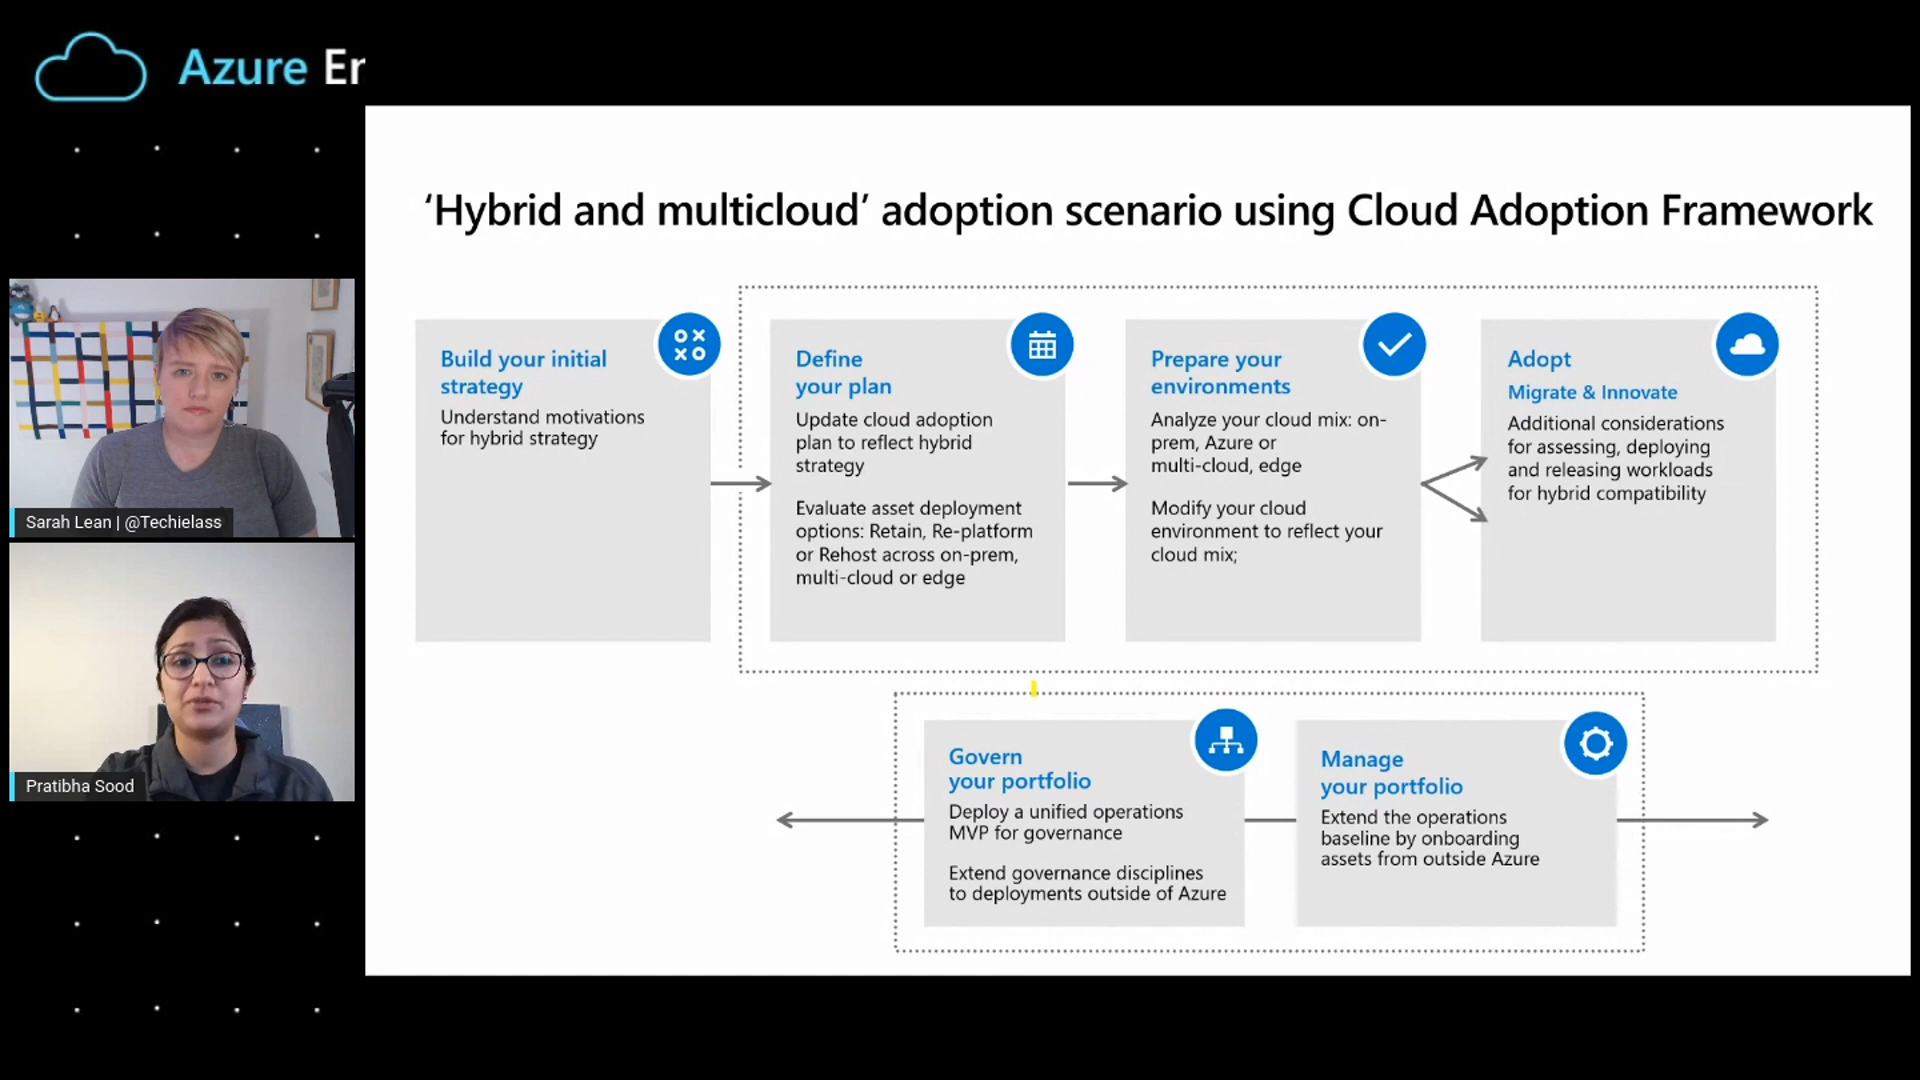 Azure Er
‘Hybrid and multicloud’ adoption scenario using Cloud Adoption Framework
Build your initial
strategy
Understand motivations
for hybrid strategy
Define
your plan
Update cloud adoption
plan to reflect hybrid
strategy
Evaluate asset deployment
options: Retain, Re-platform
or Rehost across on-prem,
multi-cloud or edge
Prepare your
environments
Analyze your cloud mix: on-
prem, Azure or
multi-cloud, edge
Modify your cloud
environment to reflect your
cloud mix;
Adopt
Migrate & Innovate
Additional considerations
for assessing, deploying
and releasing workloads
for hybrid compatibility
Sarah Lean | @Techielass
Pratibha Sood
Govern
your portfolio
Deploy a unified operations
MVP for governance
Extend governance disciplines
to deployments outside of Azure
Manage
your portfolio
Extend the operations
baseline by onboarding
assets from outside Azure